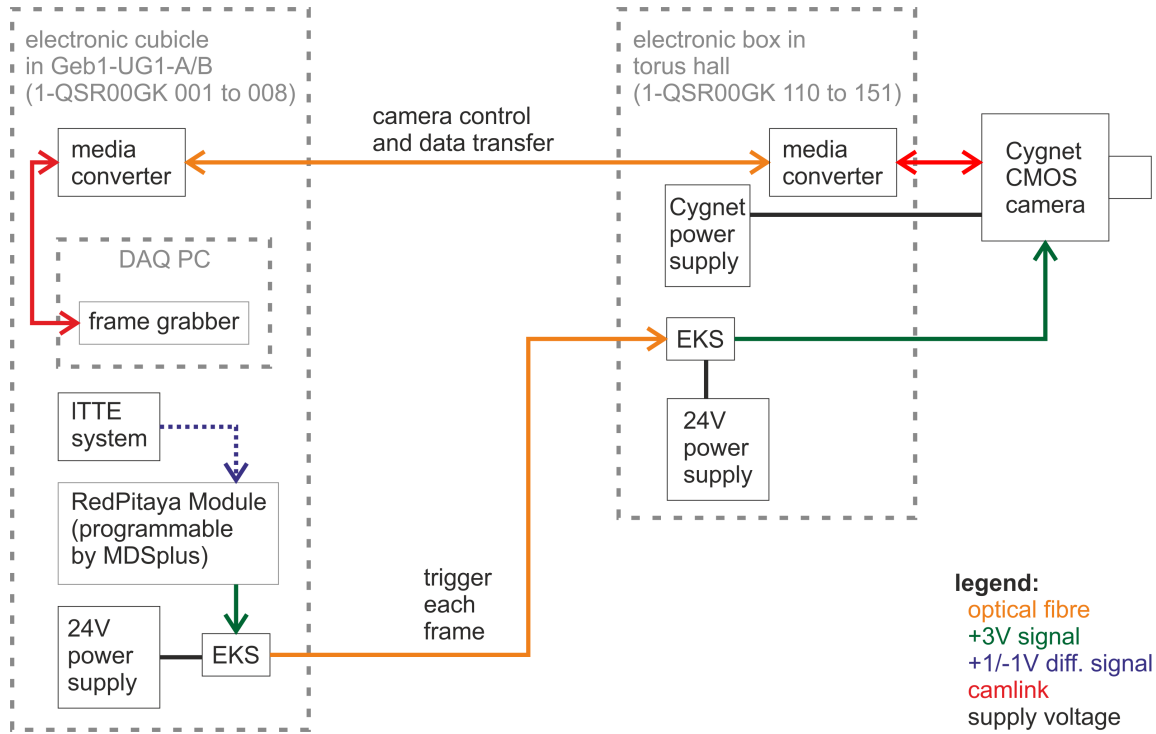 electronic cubicle
in Geb1-UG1-A/B
(1-QSR00GK 001 to 008)
media
converter
DAQ PC
frame grabber
ITTE
system
RedPitaya Module
(programmable
by MDSplus)
24V
power
supply
EKS
camera control
and data transfer
trigger
each
frame
electronic box in
torus hall
(1-QSR00GK 110 to 151)
media
converter
Cygnet
power
supply
EKS
24V
power
supply
Cygnet
CMOS
camera
legend:
optical fibre
+3V signal
+1/-1V diff. signal
camlink
supply voltage